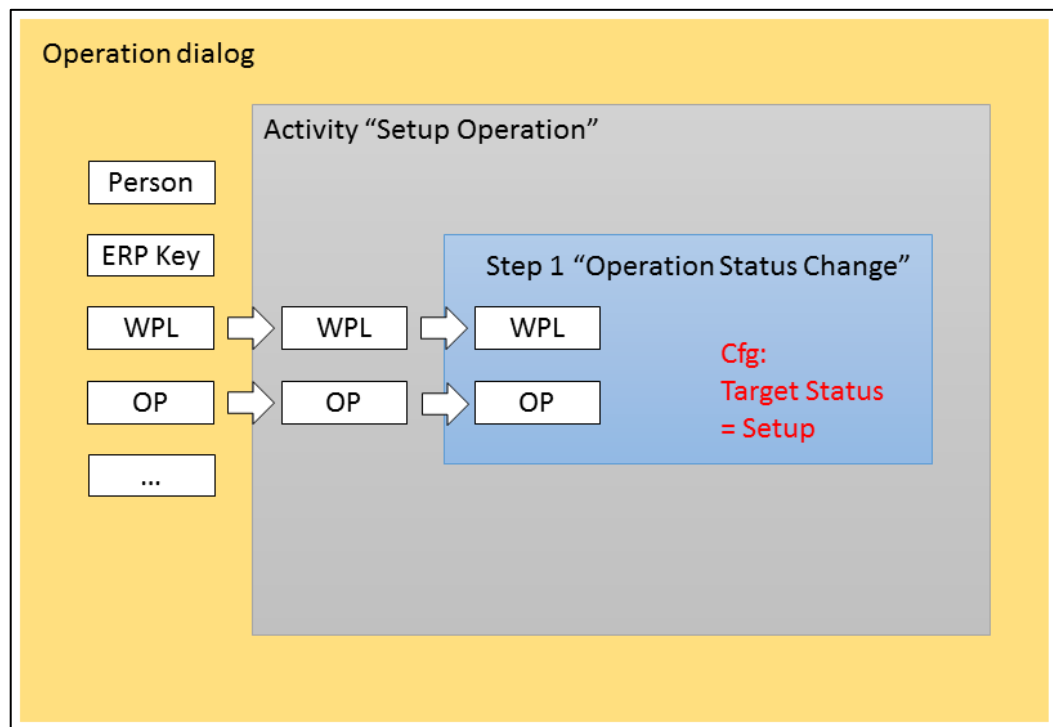 Operation dialog
Activity “Setup Operation”
Person
ERP Key
Step 1 “Operation Status Change”
WPL
WPL
WPL
Cfg:
Target Status
= Setup
OP
OP
OP
...